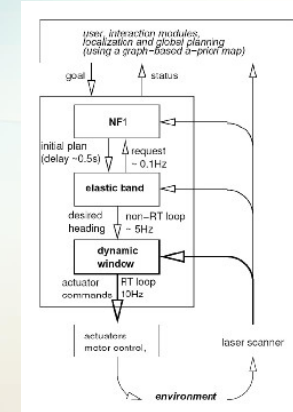 user, interaction modules,
localization and global planning
(using a graph-based a-priori map)
goal
status
NF1
initial plan
(delay ~0.5s)
request
~ 0.1Hz
elastic band
desired
heading
non-RT loop
~ 5Hz
dynamic
window
actuator
commands
RT loop
10Hz
actuators
motor control,
laser scanner
environment